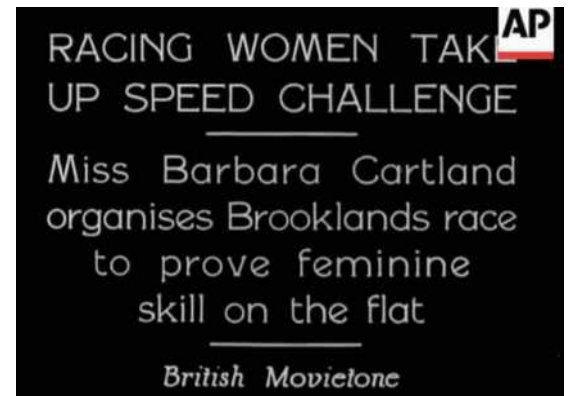 AP
RACING WOMEN TAKE
UP SPEED CHALLENGE
Miss Barbara Cartland
organises Brooklands race
to prove feminine
skill on the flat
British Movietone